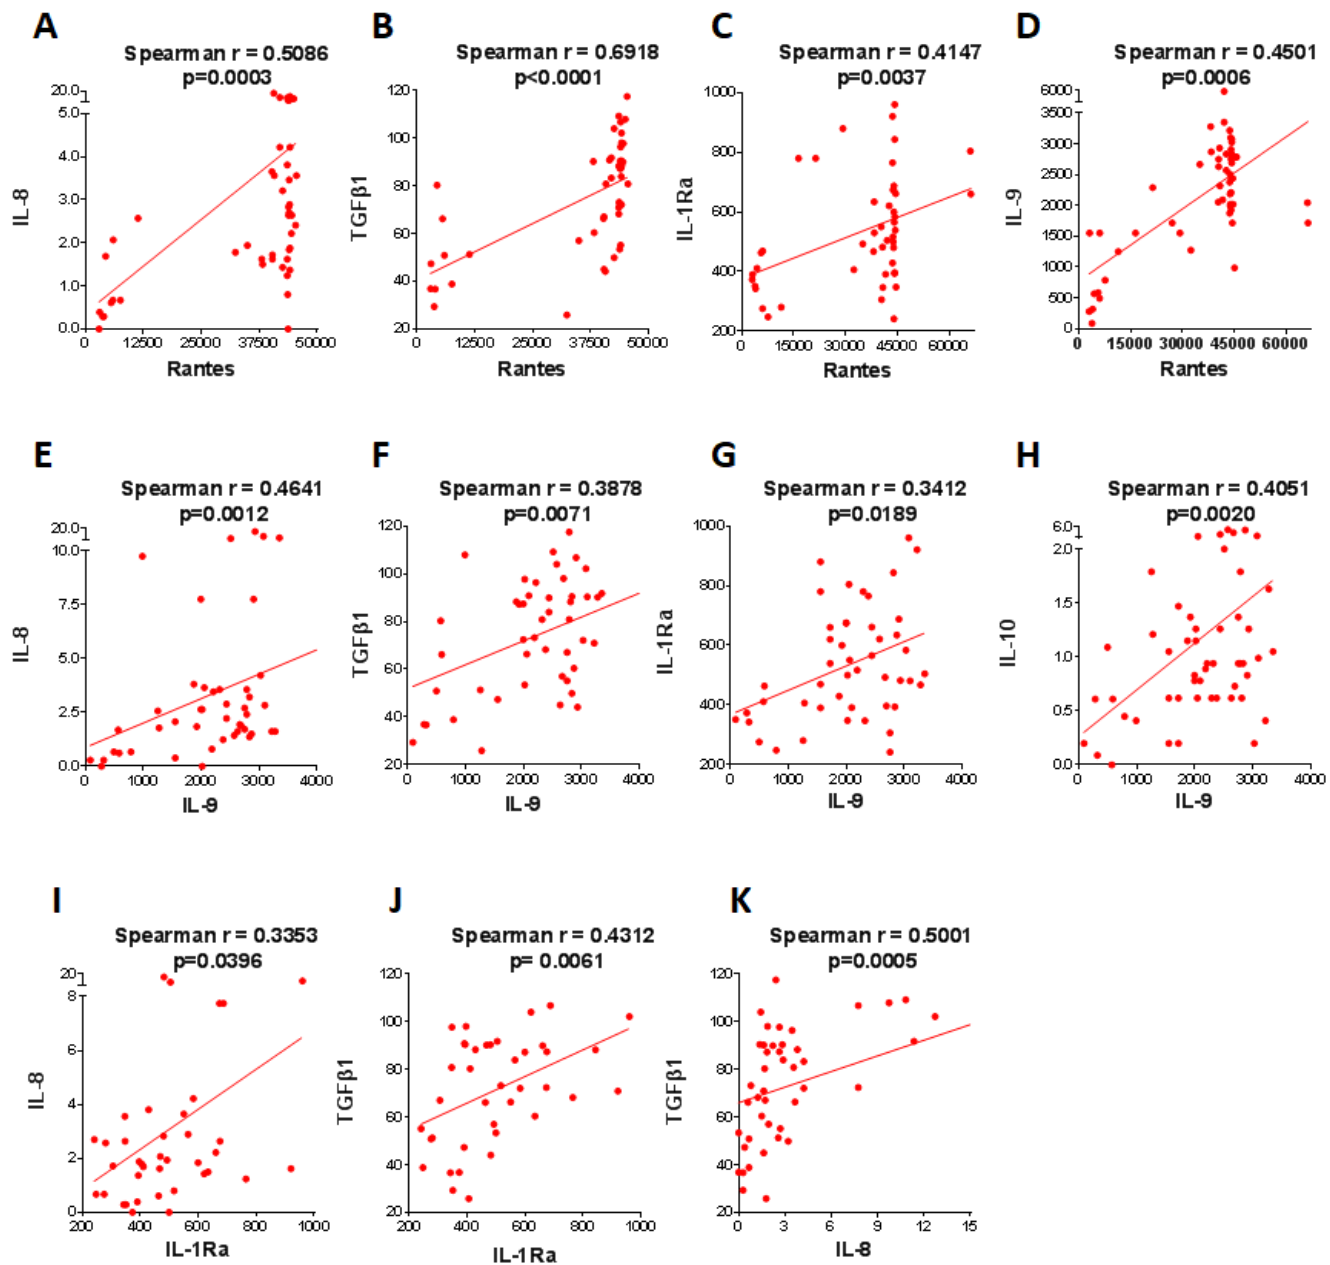 A
Spearman r = 0.5086
p=0.0003
20.0
5.0
4.0
3.0
2.0
1.0
0.0
IL-8
0 12500 25000 37500 50000
Rantes
B
Spearman r = 0.6918
p<0.0001
120
100
80
60
40
20
TGFβ1
0 12500 25000 37500 50000
Rantes
C
Spearman r = 0.4147
p=0.0037
1000
800
600
400
200
IL-1Ra
0 15000 30000 45000 60000
Rantes
D
Spearman r = 0.4501
p=0.0006
6000
3500
3000
2500
2000
1500
1000
500
0
IL-9
0 15000 30000 45000 60000
Rantes
E
Spearman r = 0.4641
p=0.0012
20.0
10.0
7.5
5.0
2.5
0.0
IL-8
0 1000 2000 3000 4000
IL-9
F
Spearman r = 0.3878
p=0.0071
120
100
80
60
40
20
TGFβ1
0 1000 2000 3000 4000
IL-9
G
Spearman r = 0.3412
p=0.0189
1000
800
600
400
200
IL-1Ra
0 1000 2000 3000 4000
IL-9
H
Spearman r = 0.4051
p=0.0020
6.0
2.0
1.5
1.0
0.5
0.0
IL-10
0 1000 2000 3000 4000
IL-9
I
Spearman r = 0.3353
p=0.0396
20
8
6
4
2
0
IL-8
200 400 600 800 1000
IL-1Ra
J
Spearman r = 0.4312
p= 0.0061
120
100
80
60
40
20
TGFβ1
200 400 600 800 1000
IL-1Ra
K
Spearman r = 0.5001
p=0.0005
120
100
80
60
40
20
TGFβ1
0 3 6 9 12 15
IL-8